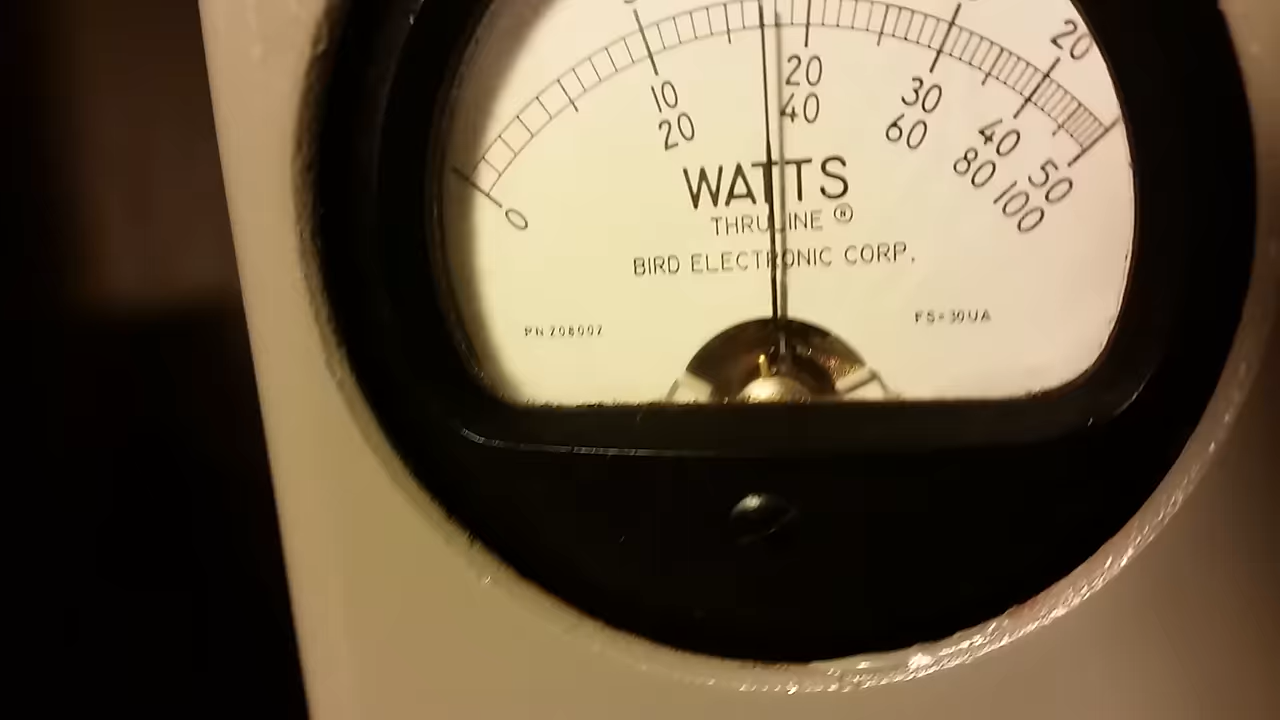 20
10 20 30 40 50
20 40 60 80 100
0
WATTS
THRULINE ®
BIRD ELECTRONIC CORP.
PN 208002 FS=30UA